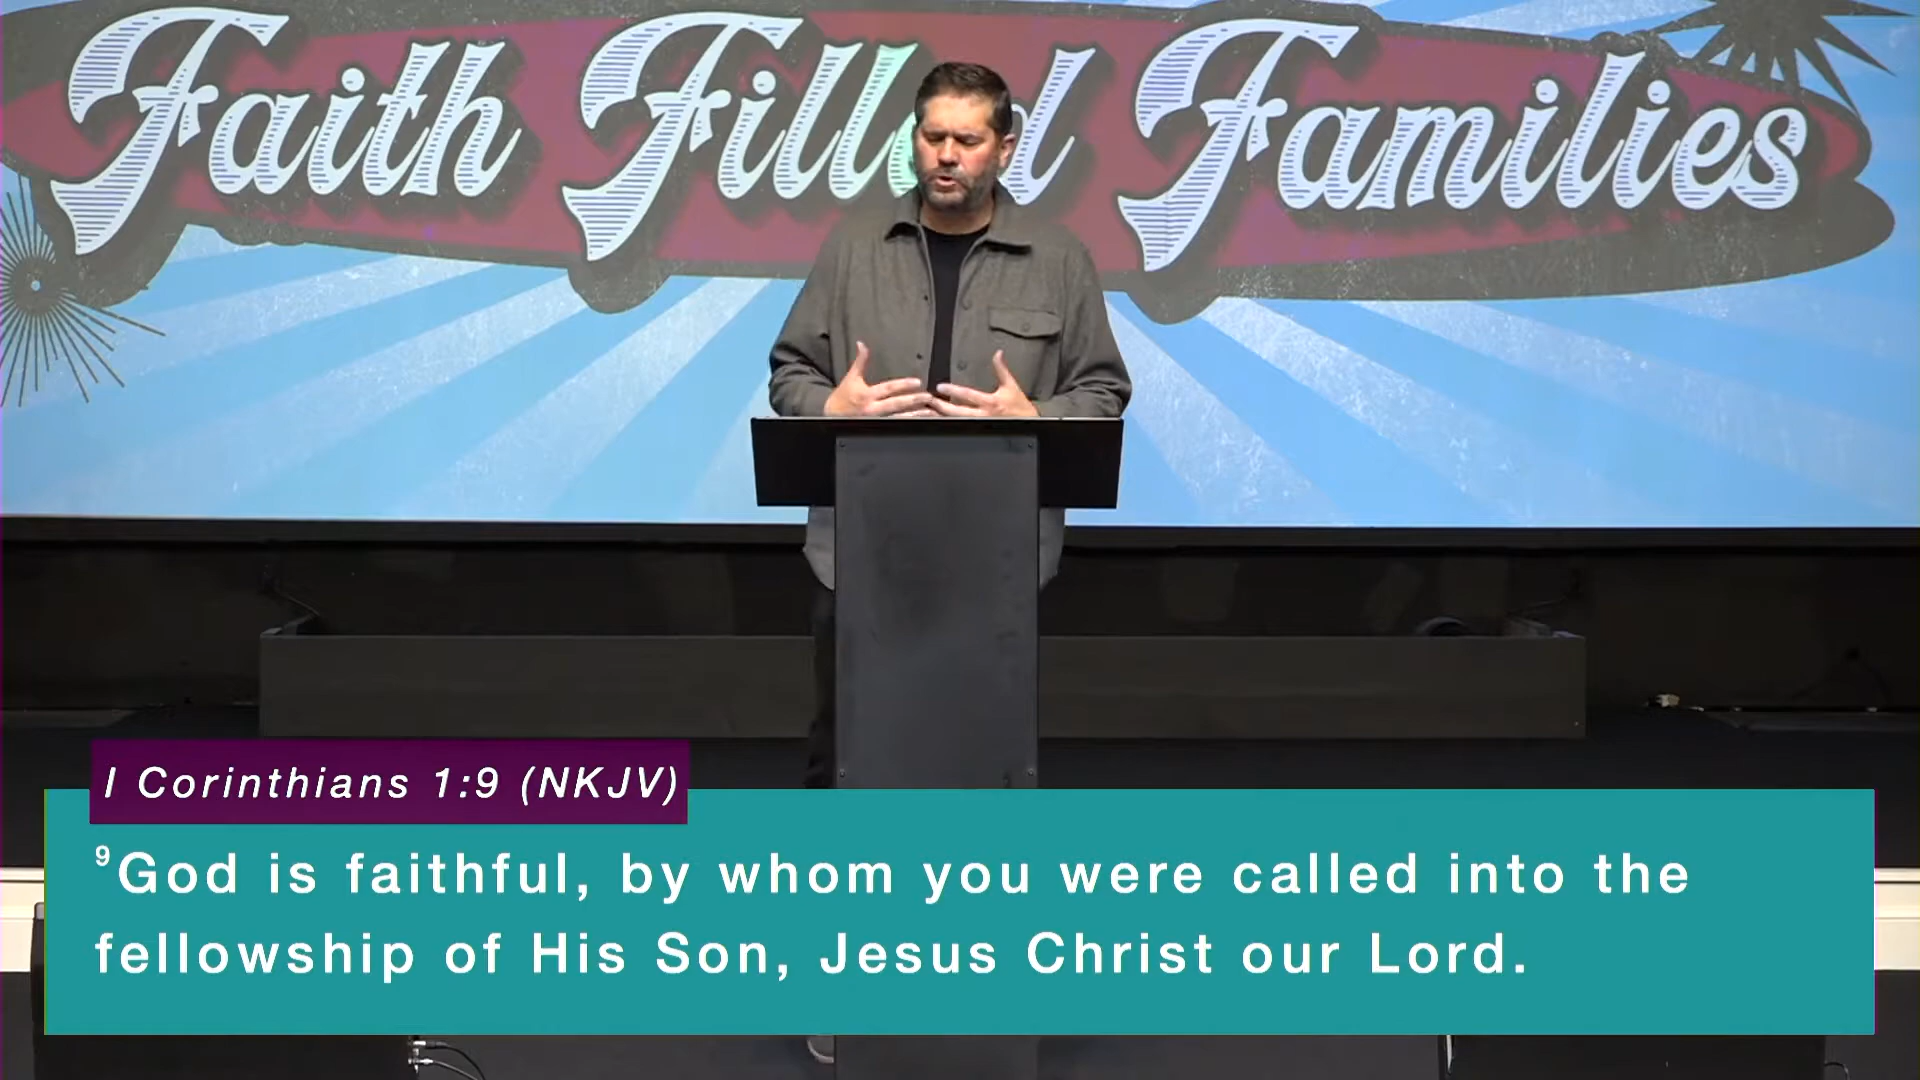 Faith Filled Families
I Corinthians 1:9 (NKJV)
9God is faithful, by whom you were called into the
fellowship of His Son, Jesus Christ our Lord.